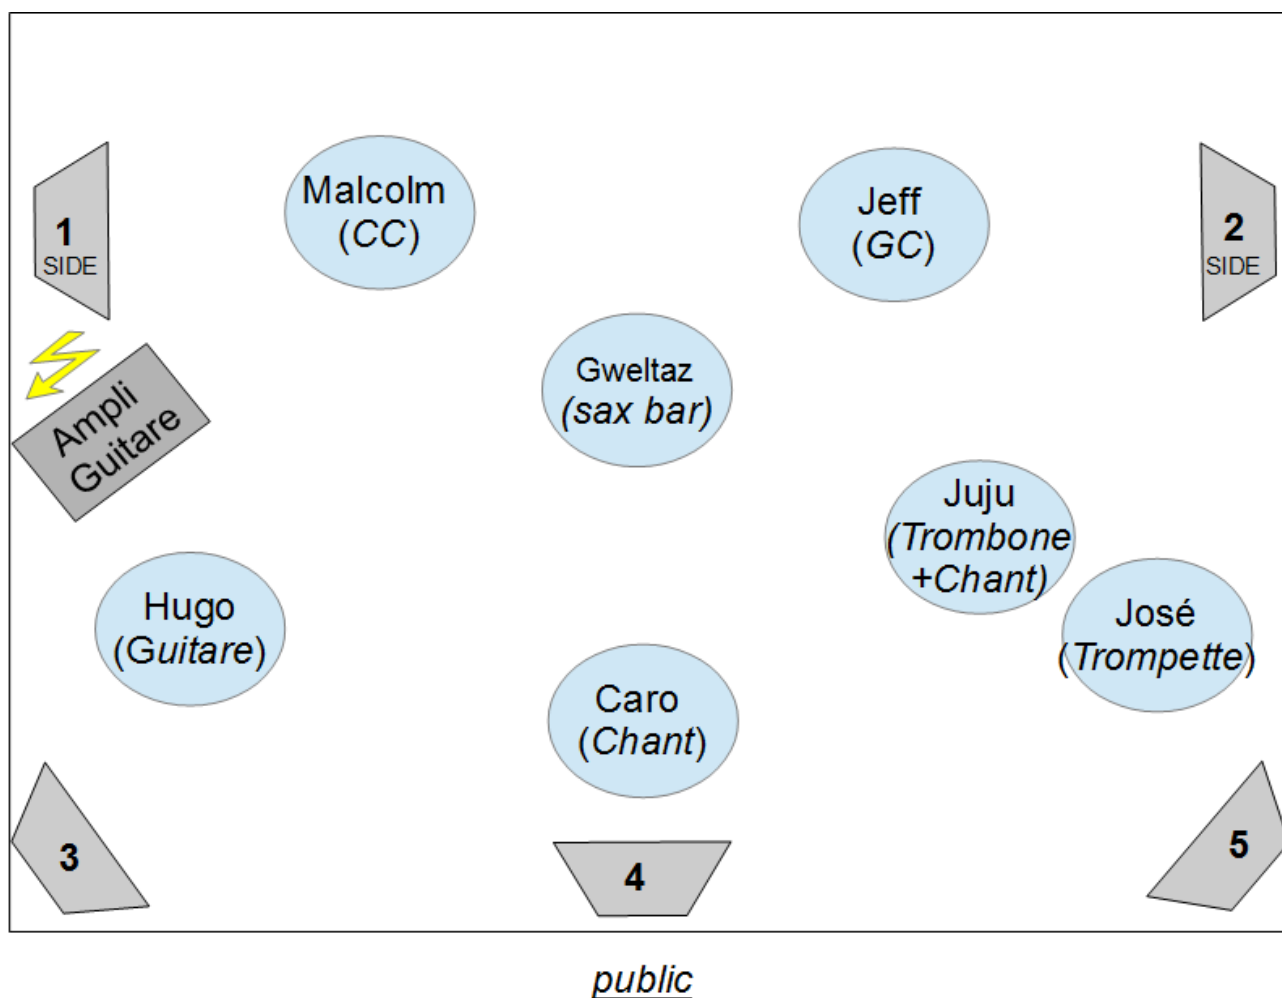 Malcolm
(CC)
Jeff
(GC)
1
SIDE
2
SIDE
Gweltaz
(sax bar)
Ampli
Guitare
Juju
(Trombone
+Chant)
Hugo
(Guitare)
José
(Trompette)
Caro
(Chant)
3
4
5
public